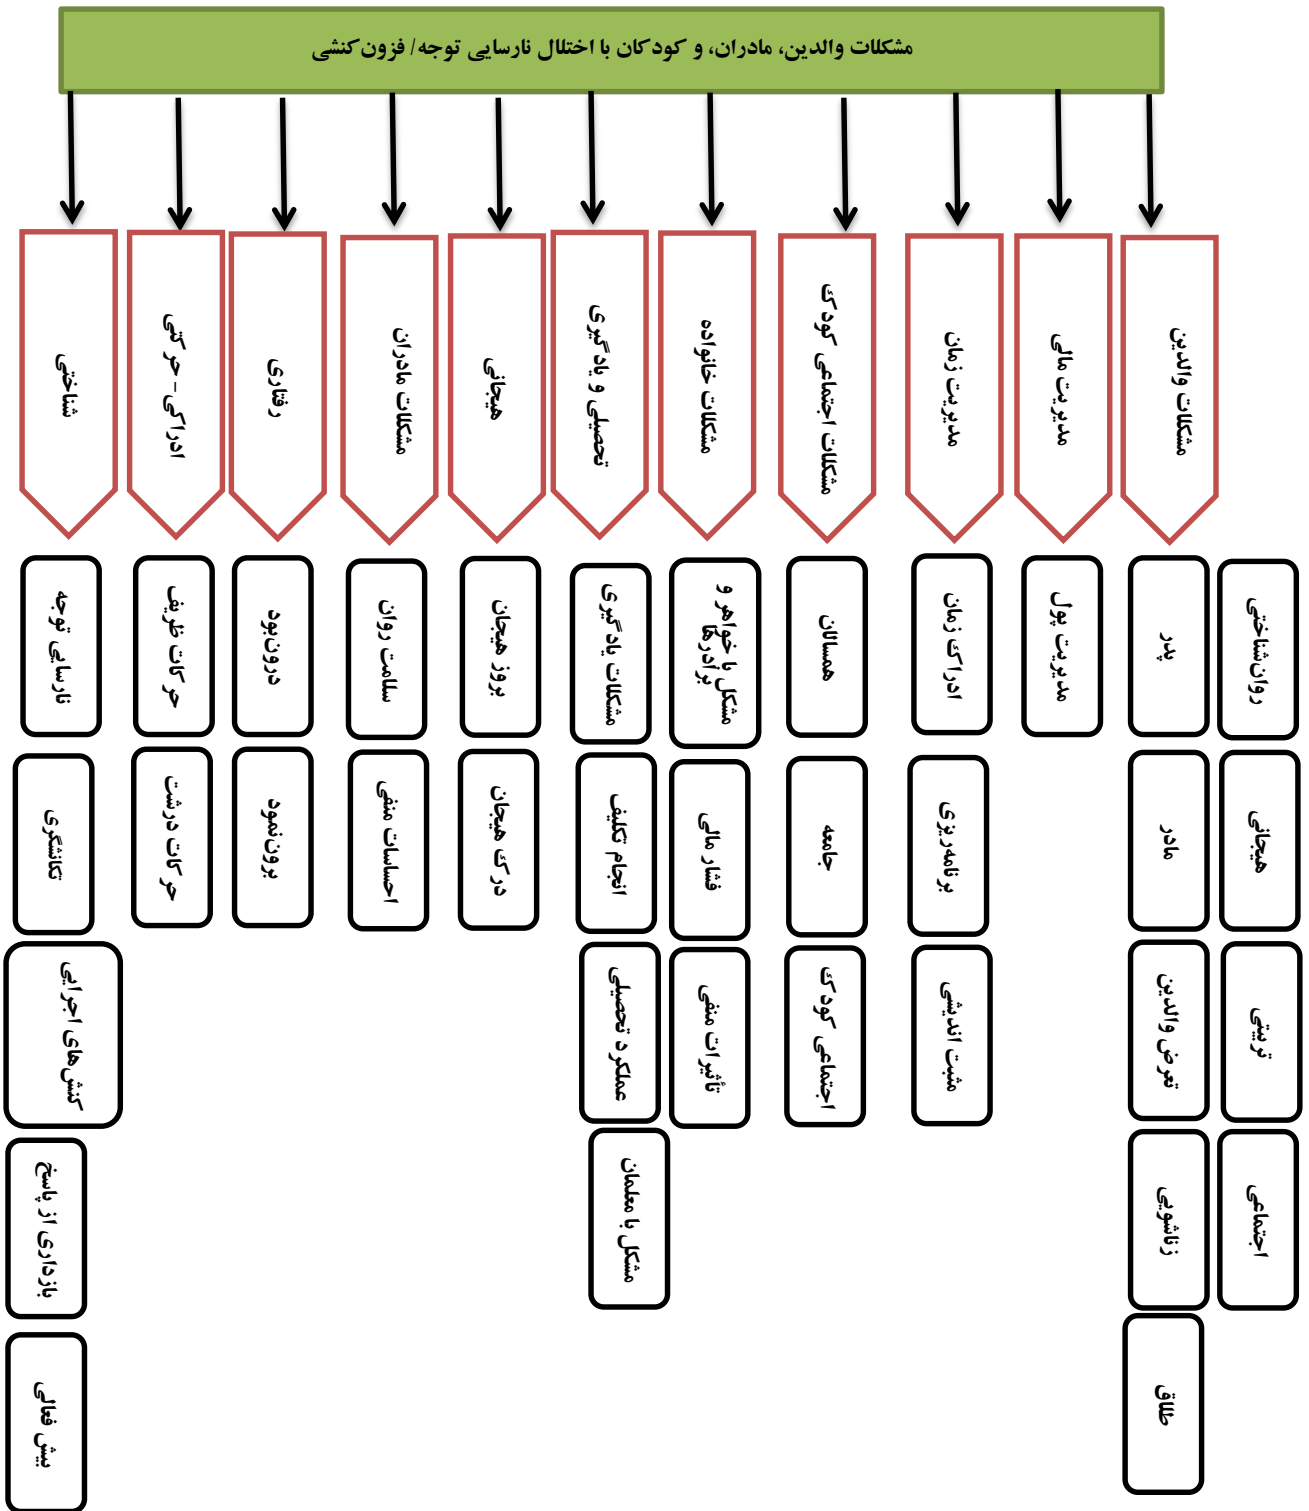 مشکلات والدین، مادران، و کودکان با اختلال نارسایی توجه/ فزون‌کنشی
مشکلات والدین
مدیریت مالی
مدیریت زمان
مشکلات اجتماعی کودک
مشکلات خانواده
تحصیلی و یادگیری
هیجانی
مشکلات مادران
رفتاری
ادراکی - حرکتی
شناختی
روان‌شناختی
هیجانی
تربیتی
اجتماعی
پدر
مادر
تعرض والدین
زناشویی
طلاق
مدیریت پول
ادراک زمان
برنامه‌ریزی
مثبت اندیشی
همسالان
جامعه
اجتماعی کودک
مشکل با خواهر و
برادرها
فشار مالی
تأثیرات منفی
مشکلات یادگیری
انجام تکلیف
عملکرد تحصیلی
مشکل با معلمان
بروز هیجان
درک هیجان
سلامت روان
احساسات منفی
درون‌بود
برون‌نمود
حرکات ظریف
حرکات درشت
نارسایی توجه
تکانشگری
کنش‌های اجرایی
بازداری از پاسخ
بیش فعالی